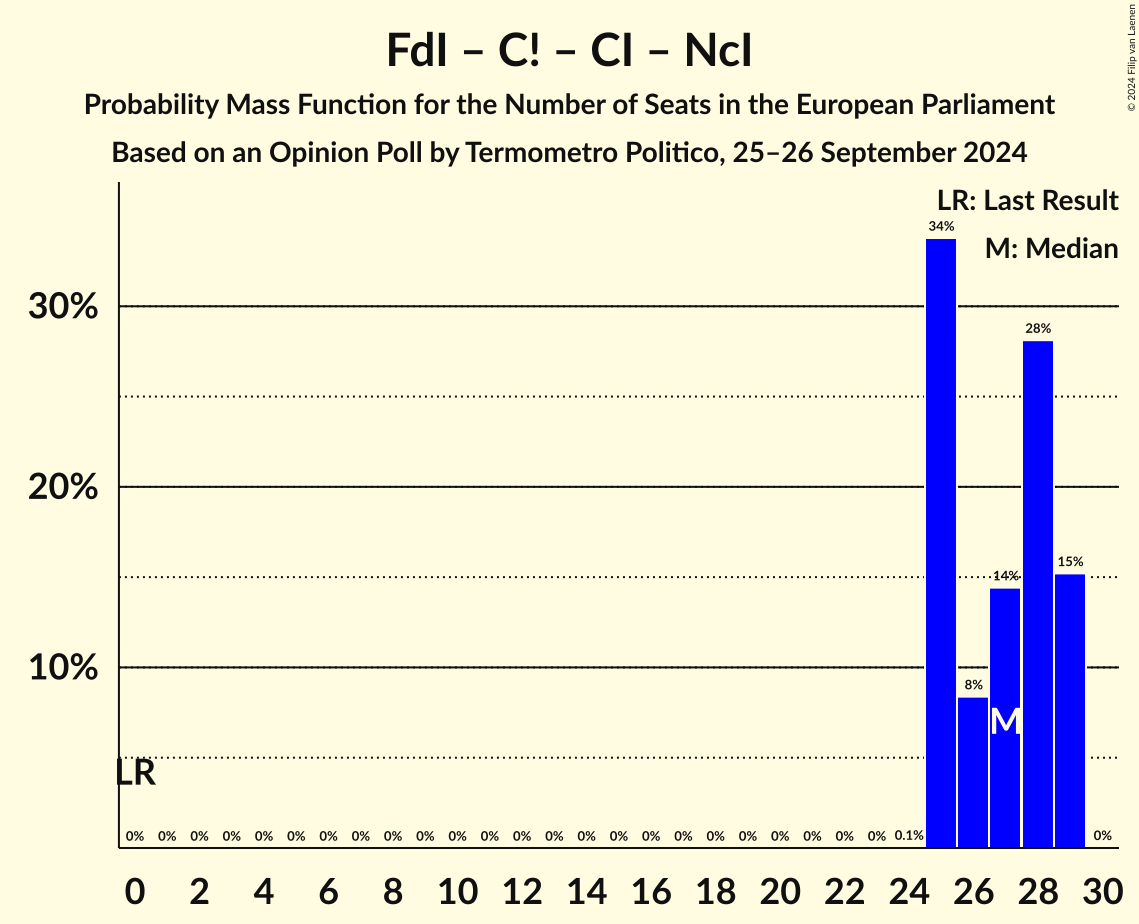 FdI – C! – CI – NcI
Probability Mass Function for the Number of Seats in the European Parliament
Based on an Opinion Poll by Termometro Politico, 25–26 September 2024
© 2024 Filip van Laenen
LR: Last Result
M: Median
34%
30%
28%
20%
15%
14%
10%
8%
M
LR
0% 0% 0% 0% 0% 0% 0% 0% 0% 0% 0% 0% 0% 0% 0% 0% 0% 0% 0% 0% 0% 0% 0% 0% 0.1% 0%
0 2 4 6 8 10 12 14 16 18 20 22 24 26 28 30